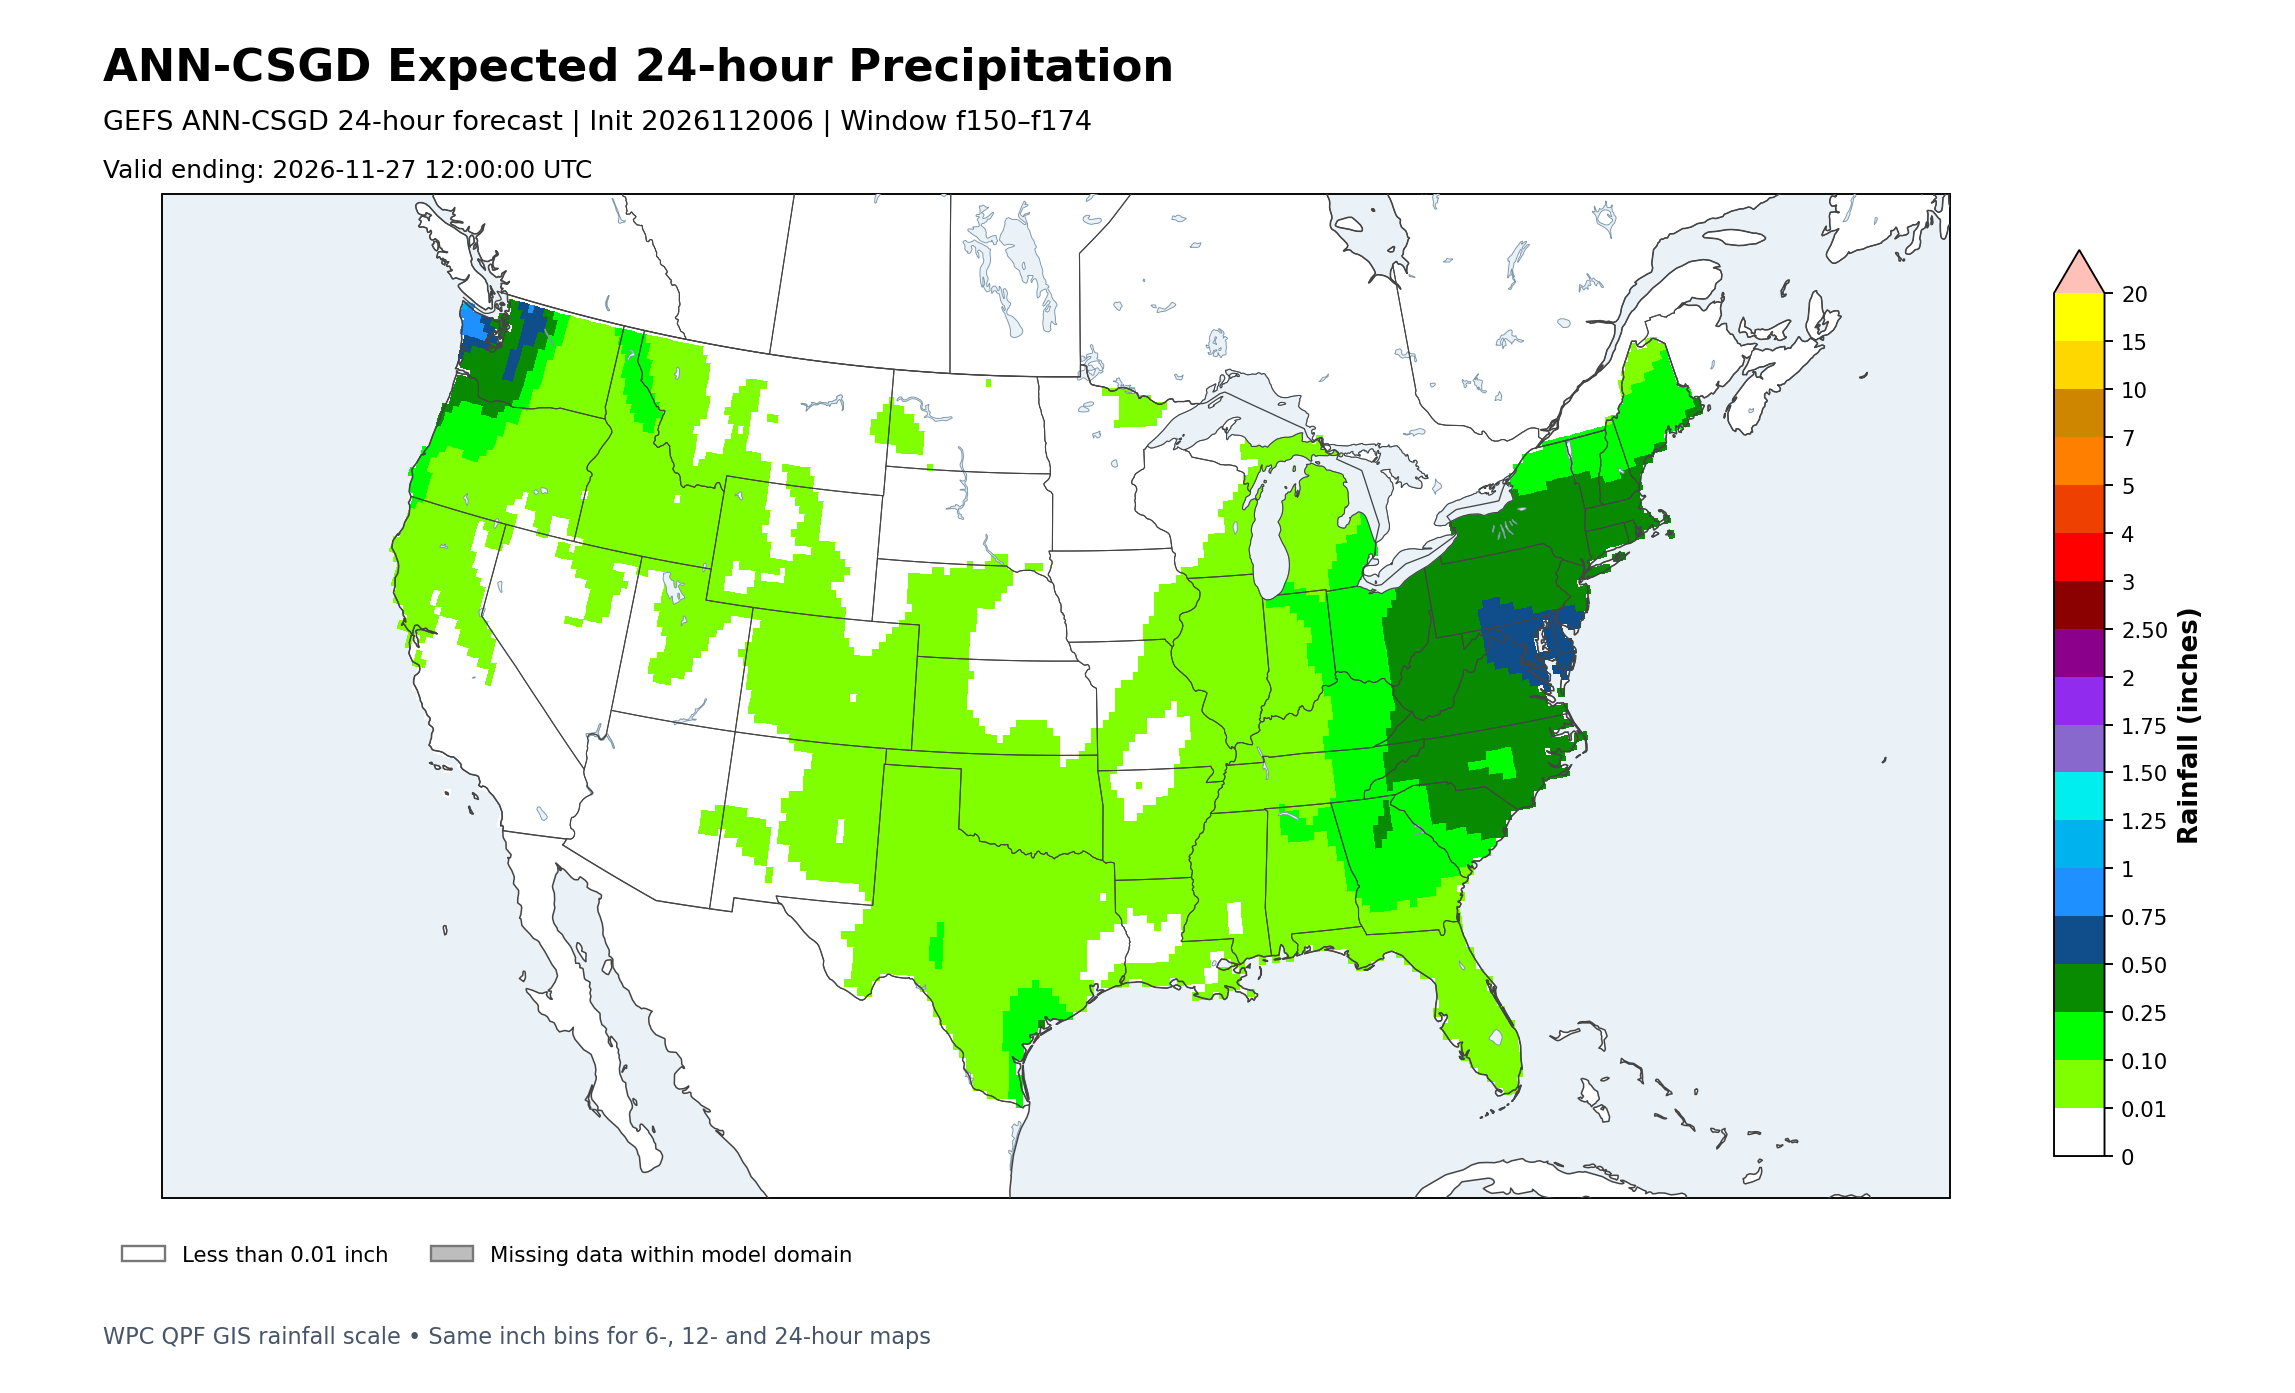 ANN-CSGD Expected 24-hour Precipitation
GEFS ANN-CSGD 24-hour forecast | Init 2026112006 | Window f150–f174
Valid ending: 2026-11-27 12:00:00 UTC
20
15
10
7
5
4
3
2.50
2
1.75
1.50
1.25
1
0.75
0.50
0.25
0.10
0.01
0
Rainfall (inches)
Less than 0.01 inch
Missing data within model domain
WPC QPF GIS rainfall scale • Same inch bins for 6-, 12- and 24-hour maps